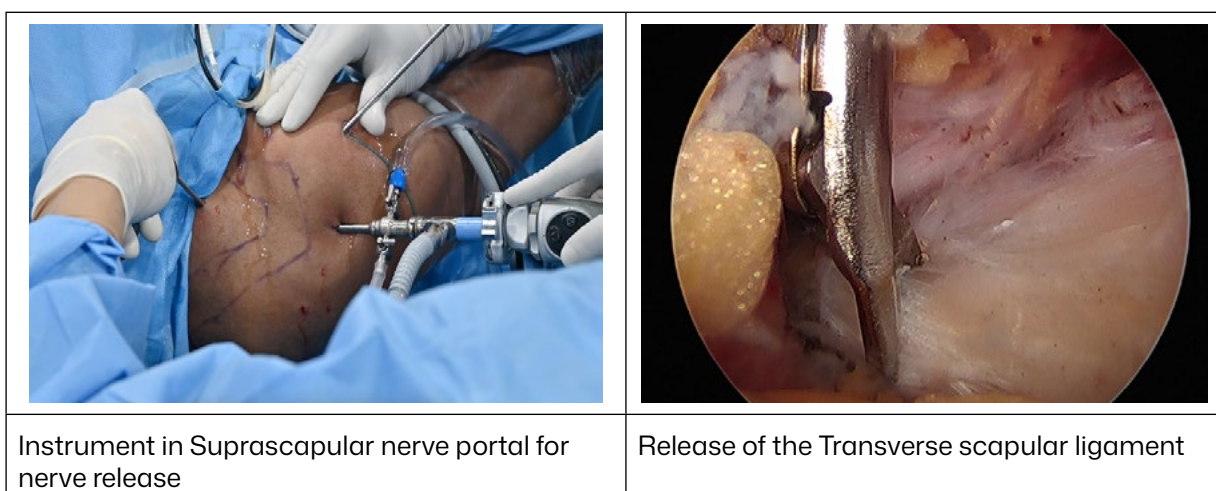 Instrument in Suprascapular nerve portal for
nerve release
Release of the Transverse scapular ligament